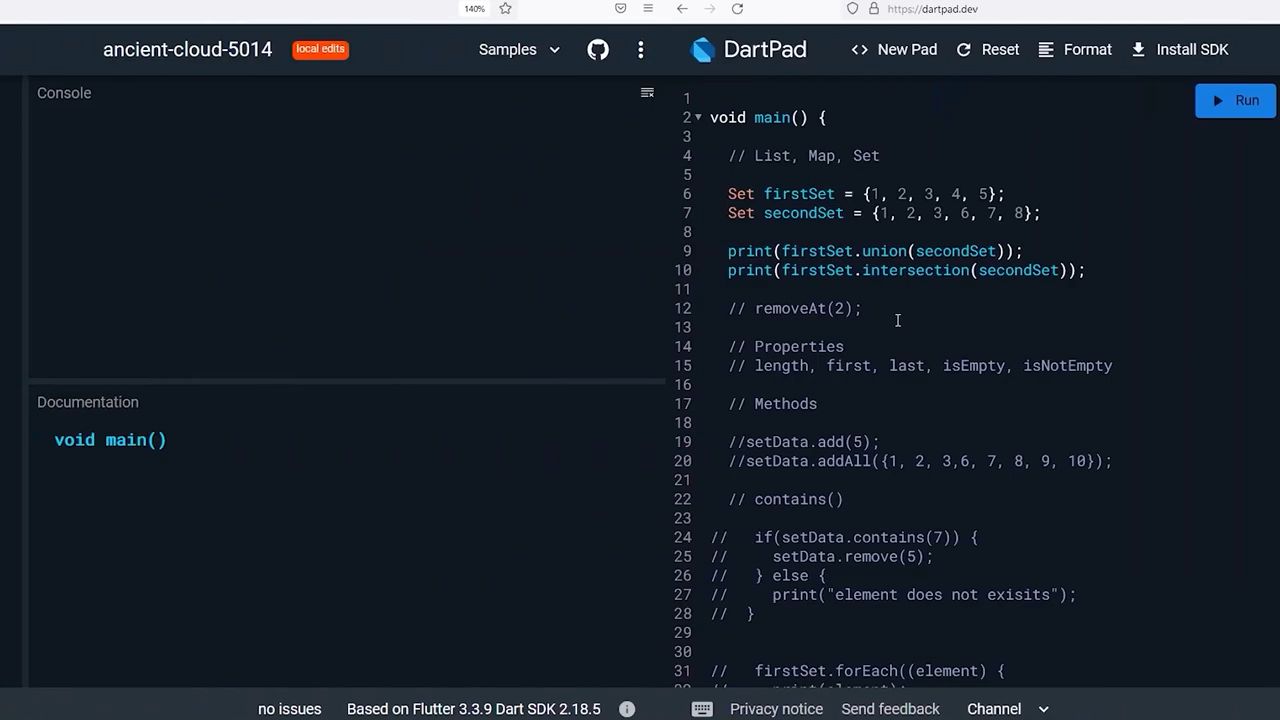 140%
https://dartpad.dev
ancient-cloud-5014
local edits
Samples
DartPad
New Pad
Reset
Format
Install SDK
Console
Run
1
2 void main() {
3
4 // List, Map, Set
5
6 Set firstSet = {1, 2, 3, 4, 5};
7 Set secondSet = {1, 2, 3, 6, 7, 8};
8
9 print(firstSet.union(secondSet));
10 print(firstSet.intersection(secondSet));
11
12 // removeAt(2);
13
14 // Properties
15 // length, first, last, isEmpty, isNotEmpty
16
17 // Methods
18
19 //setData.add(5);
20 //setData.addAll({1, 2, 3,6, 7, 8, 9, 10});
21
22 // contains()
23
24 // if(setData.contains(7)) {
25 // setData.remove(5);
26 // } else {
27 // print("element does not exisits");
28 // }
29
30
31 // firstSet.forEach((element) {
Documentation
void main()
no issues
Based on Flutter 3.3.9 Dart SDK 2.18.5
Privacy notice
Send feedback
Channel